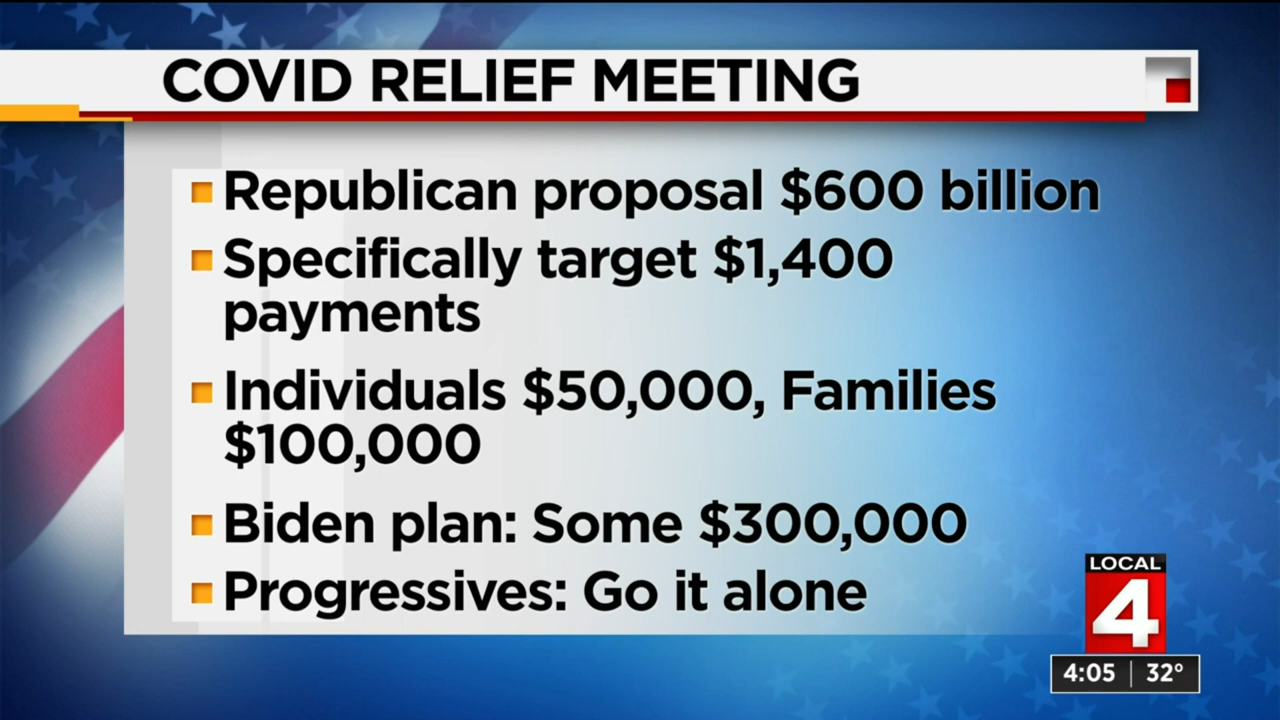 COVID RELIEF MEETING
Republican proposal $600 billion
Specifically target $1,400
payments
Individuals $50,000, Families
$100,000
Biden plan: Some $300,000
Progressives: Go it alone
LOCAL
4
4:05 | 32°